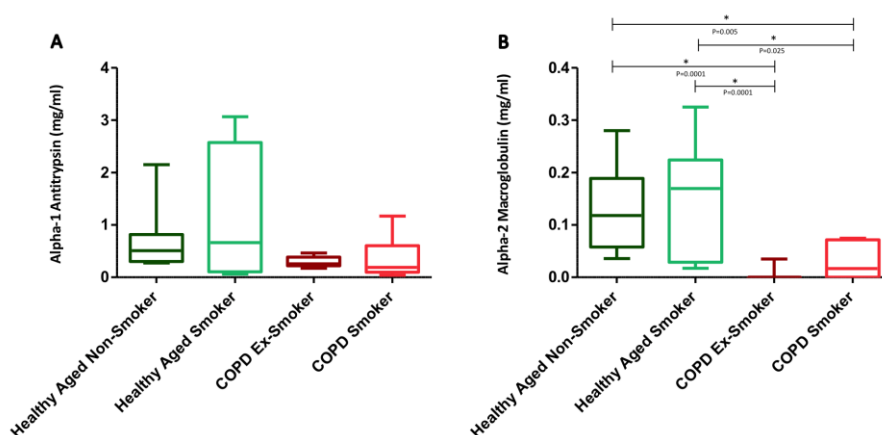 A
Alpha-1 Antitrypsin (mg/ml)
4
3
2
1
0
Healthy Aged Non-Smoker
Healthy Aged Smoker
COPD Ex-Smoker
COPD Smoker
B
*
P=0.005
*
P=0.025
*
P=0.0001
*
P=0.0001
Alpha-2 Macroglobulin (mg/ml)
0.4
0.3
0.2
0.1
0.0
Healthy Aged Non-Smoker
Healthy Aged Smoker
COPD Ex-Smoker
COPD Smoker